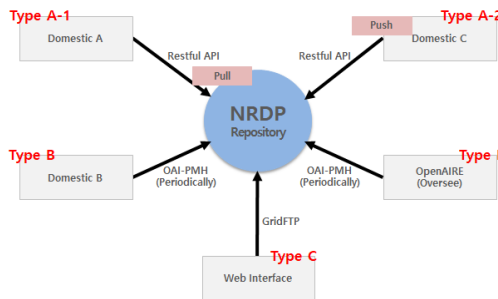 Type A-1
Push
Type A-2
Domestic A
Domestic C
Restful API
Restful API
Pull
NRDP
Repository
Type B
Type
Domestic B
OAI-PMH
(Periodically)
OAI-PMH
(Periodically)
OpenAIRE
(Oversee)
GridFTP
Type C
Web Interface